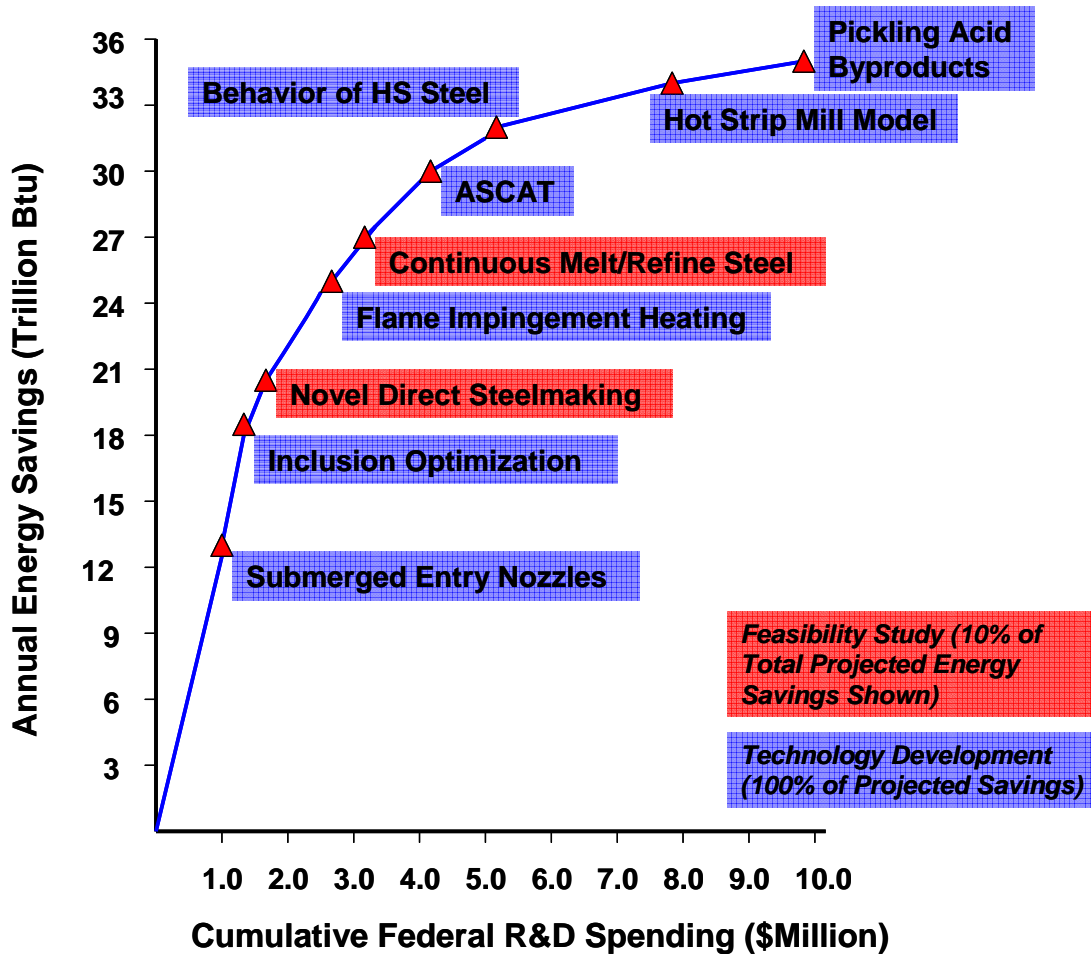 Annual Energy Savings (Trillion Btu)
36
33
30
27
24
21
18
15
12
9
6
3
Pickling Acid
Byproducts
Behavior of HS Steel
Hot Strip Mill Model
ASCAT
Continuous Melt/Refine Steel
Flame Impingement Heating
Novel Direct Steelmaking
Inclusion Optimization
Submerged Entry Nozzles
Feasibility Study (10% of
Total Projected Energy
Savings Shown)
Technology Development
(100% of Projected Savings)
1.0 2.0 3.0 4.0 5.0 6.0 7.0 8.0 9.0 10.0
Cumulative Federal R&D Spending ($Million)